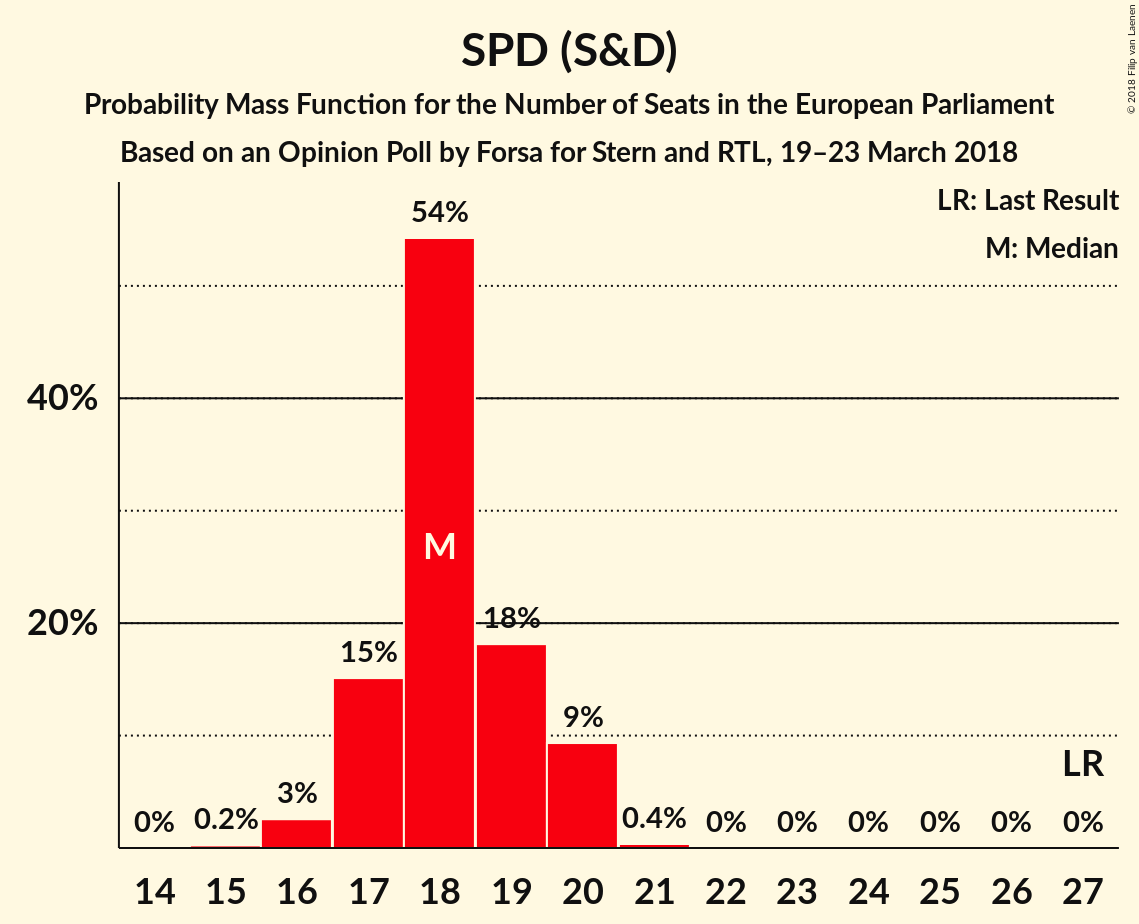 SPD (S&D)
Probability Mass Function for the Number of Seats in the European Parliament
Based on an Opinion Poll by Forsa for Stern and RTL, 19–23 March 2018
© 2018 Filip van Laenen
LR: Last Result
M: Median
54%
40%
M
20%
18%
15%
9%
LR
3%
0% 0.2% 0.4% 0% 0% 0% 0% 0% 0%
14 15 16 17 18 19 20 21 22 23 24 25 26 27